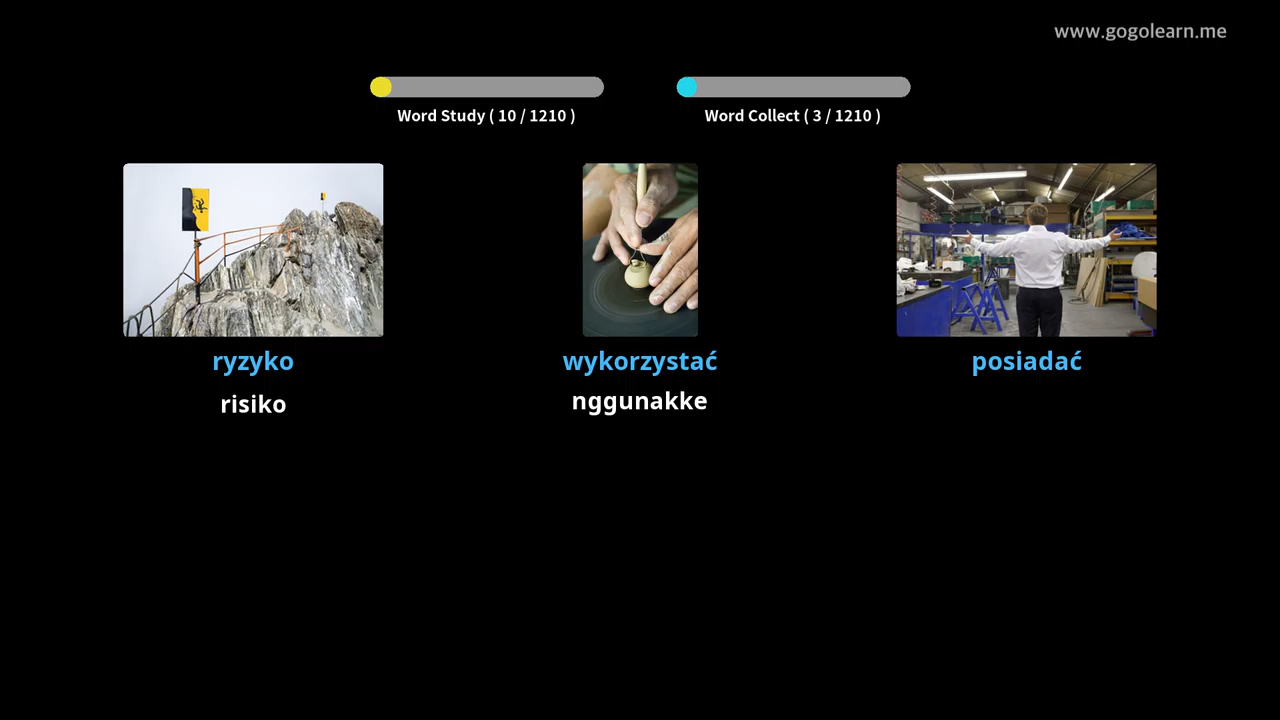 www.gogolearn.me
Word Study ( 10 / 1210 )
Word Collect ( 3 / 1210 )
ryzyko
wykorzystać
posiadać
risiko
nggunakke